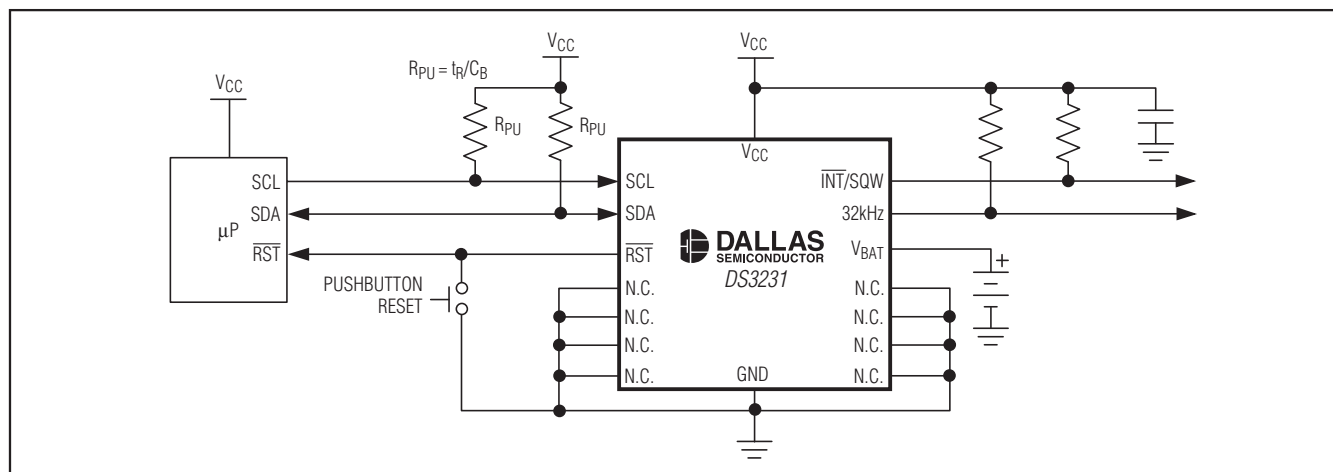 VCC
RPU = tR/CB
VCC
VCC
RPU
RPU
μP
SCL
SDA
RST
PUSHBUTTON
RESET
VCC
SCL
SDA
RST
N.C.
N.C.
N.C.
N.C.
DALLAS
SEMICONDUCTOR
DS3231
GND
INT/SQW
32kHz
VBAT
N.C.
N.C.
N.C.
N.C.
+